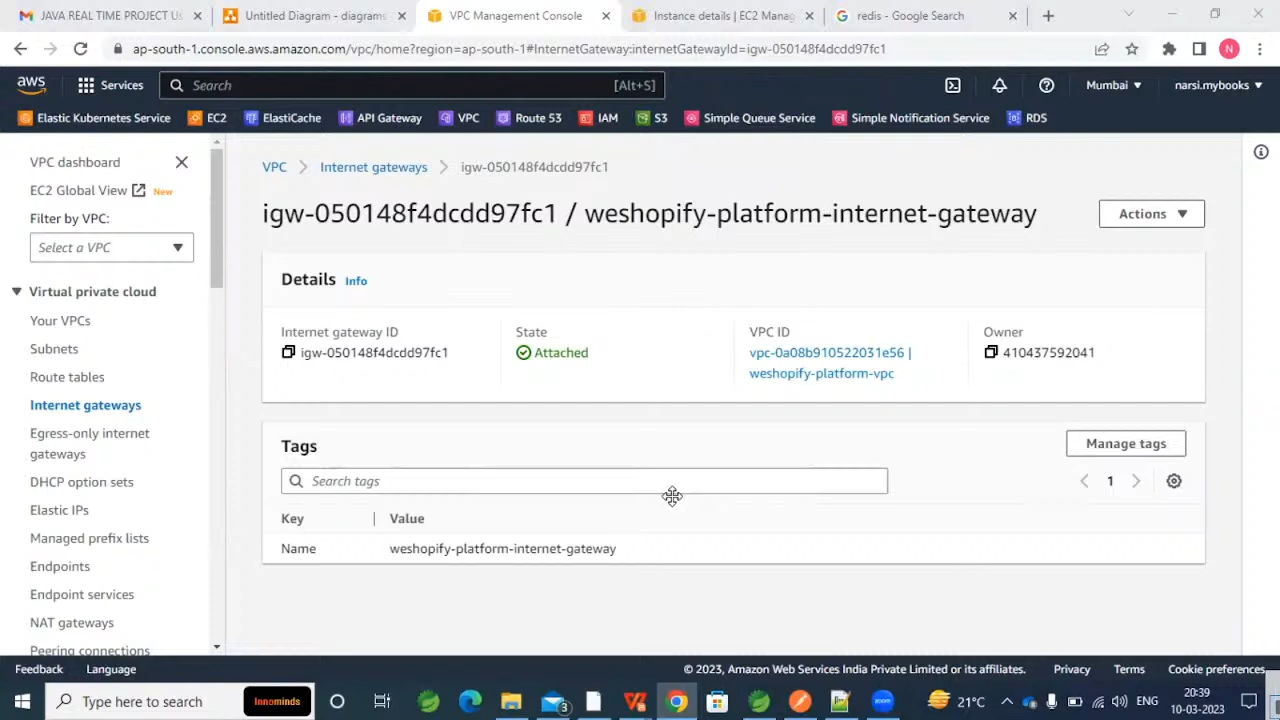 JAVA REAL TIME PROJECT Us
Untitled Diagram - diagrams
VPC Management Console
Instance details | EC2 Manag
redis - Google Search
ap-south-1.console.aws.amazon.com/vpc/home?region=ap-south-1#InternetGateway:internetGatewayId=igw-050148f4dcdd97fc1
N
aws
Services
Search
[Alt+S]
Mumbai
narsi.mybooks
Elastic Kubernetes Service
EC2
ElastiCache
API Gateway
VPC
Route 53
IAM
S3
Simple Queue Service
Simple Notification Service
RDS
VPC dashboard
EC2 Global View
New
Filter by VPC:
Select a VPC
Virtual private cloud
Your VPCs
Subnets
Route tables
Internet gateways
Egress-only internet
gateways
DHCP option sets
Elastic IPs
Managed prefix lists
Endpoints
Endpoint services
NAT gateways
Peering connections
VPC
Internet gateways
igw-050148f4dcdd97fc1
igw-050148f4dcdd97fc1 / weshopify-platform-internet-gateway
Actions
Details
Info
Internet gateway ID
igw-050148f4dcdd97fc1
State
Attached
VPC ID
vpc-0a08b910522031e56 |
weshopify-platform-vpc
Owner
410437592041
Tags
Manage tags
Search tags
1
Key
Value
Name
weshopify-platform-internet-gateway
Feedback
Language
© 2023, Amazon Web Services India Private Limited or its affiliates.
Privacy
Terms
Cookie preferences
Type here to search
Innominds
3
21°C
ENG
20:39
10-03-2023